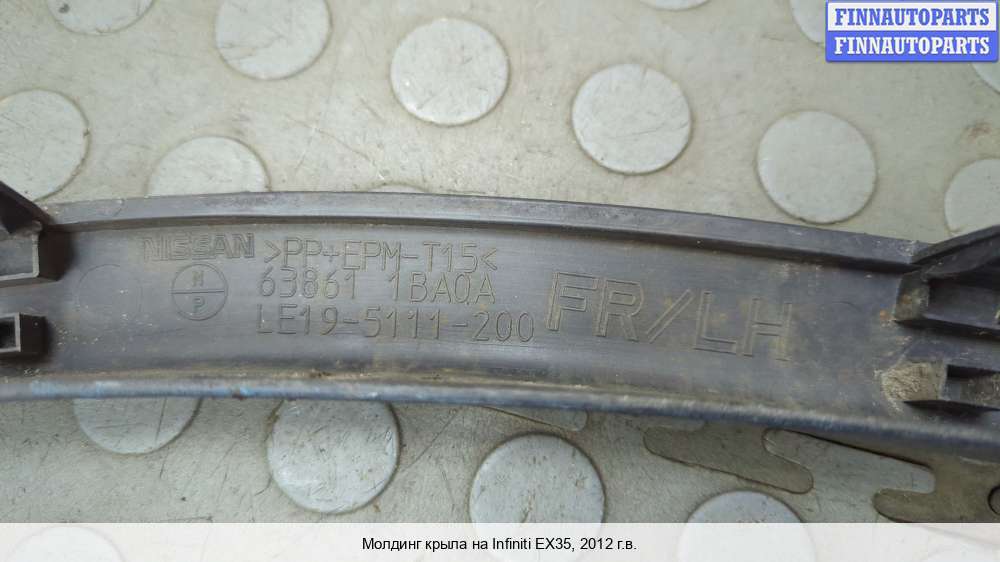 FINNAUTOPARTS
FINNAUTOPARTS
NISSAN >PP+EPM-T15<
H
P
63861 1BA0A
LE19-5111-200
FR/LH
Молдинг крыла на Infiniti EX35, 2012 г.в.